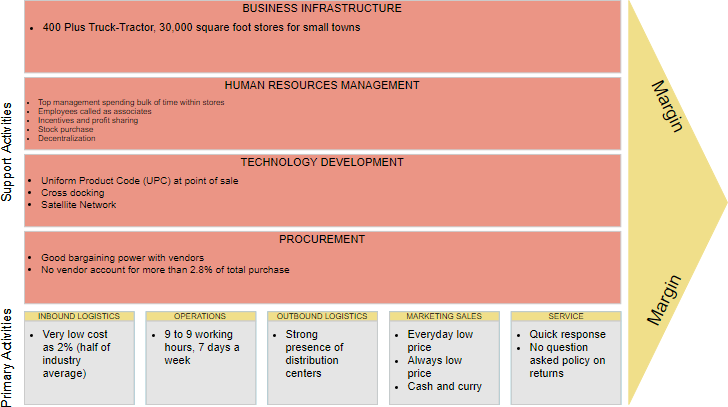 BUSINESS INFRASTRUCTURE
• 400 Plus Truck-Tractor, 30,000 square foot stores for small towns
HUMAN RESOURCES MANAGEMENT
• Top management spending bulk of time within stores
• Employees called as associates
• Incentives and profit sharing
• Stock purchase
• Decentralization
TECHNOLOGY DEVELOPMENT
• Uniform Product Code (UPC) at point of sale
• Cross docking
• Satellite Network
PROCUREMENT
• Good bargaining power with vendors
• No vendor account for more than 2.8% of total purchase
Support Activities
Margin
Margin
Primary Activities
INBOUND LOGISTICS
• Very low cost
as 2% (half of
industry
average)
OPERATIONS
• 9 to 9 working
hours, 7 days a
week
OUTBOUND LOGISTICS
• Strong
presence of
distribution
centers
MARKETING SALES
• Everyday low
price
• Always low
price
• Cash and curry
SERVICE
• Quick response
• No question
asked policy on
returns